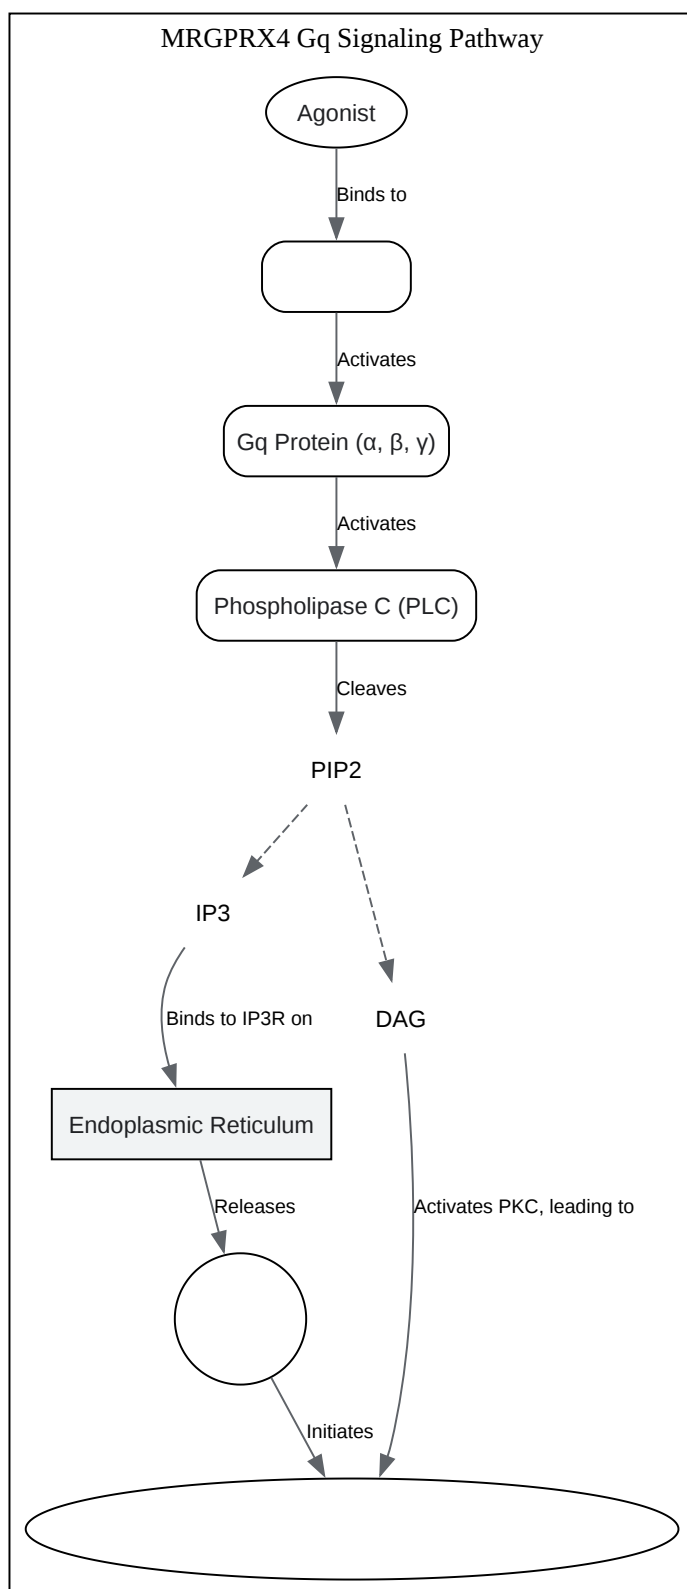 MRGPRX4 Gq Signaling Pathway
Agonist
Binds to
Activates
Gq Protein (α, β, γ)
Activates
Phospholipase C (PLC)
Cleaves
PIP2
IP3
Binds to IP3R on
DAG
Endoplasmic Reticulum
Releases
Activates PKC, leading to
Initiates